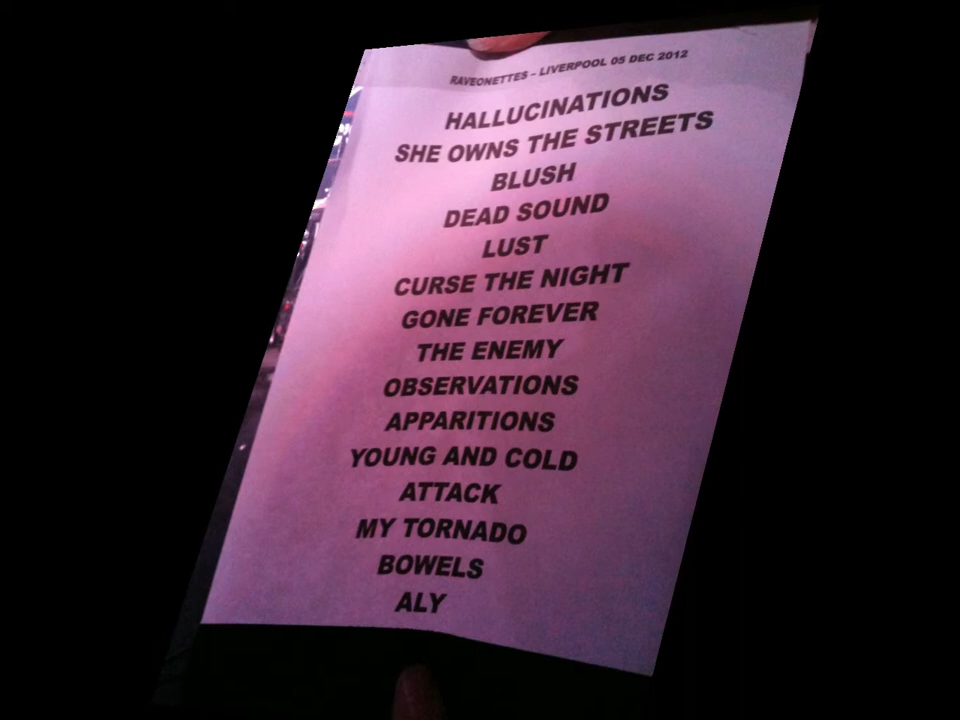 RAVEONETTES – LIVERPOOL 05 DEC 2012
HALLUCINATIONS
SHE OWNS THE STREETS
BLUSH
DEAD SOUND
LUST
CURSE THE NIGHT
GONE FOREVER
THE ENEMY
OBSERVATIONS
APPARITIONS
YOUNG AND COLD
ATTACK
MY TORNADO
BOWELS
ALY